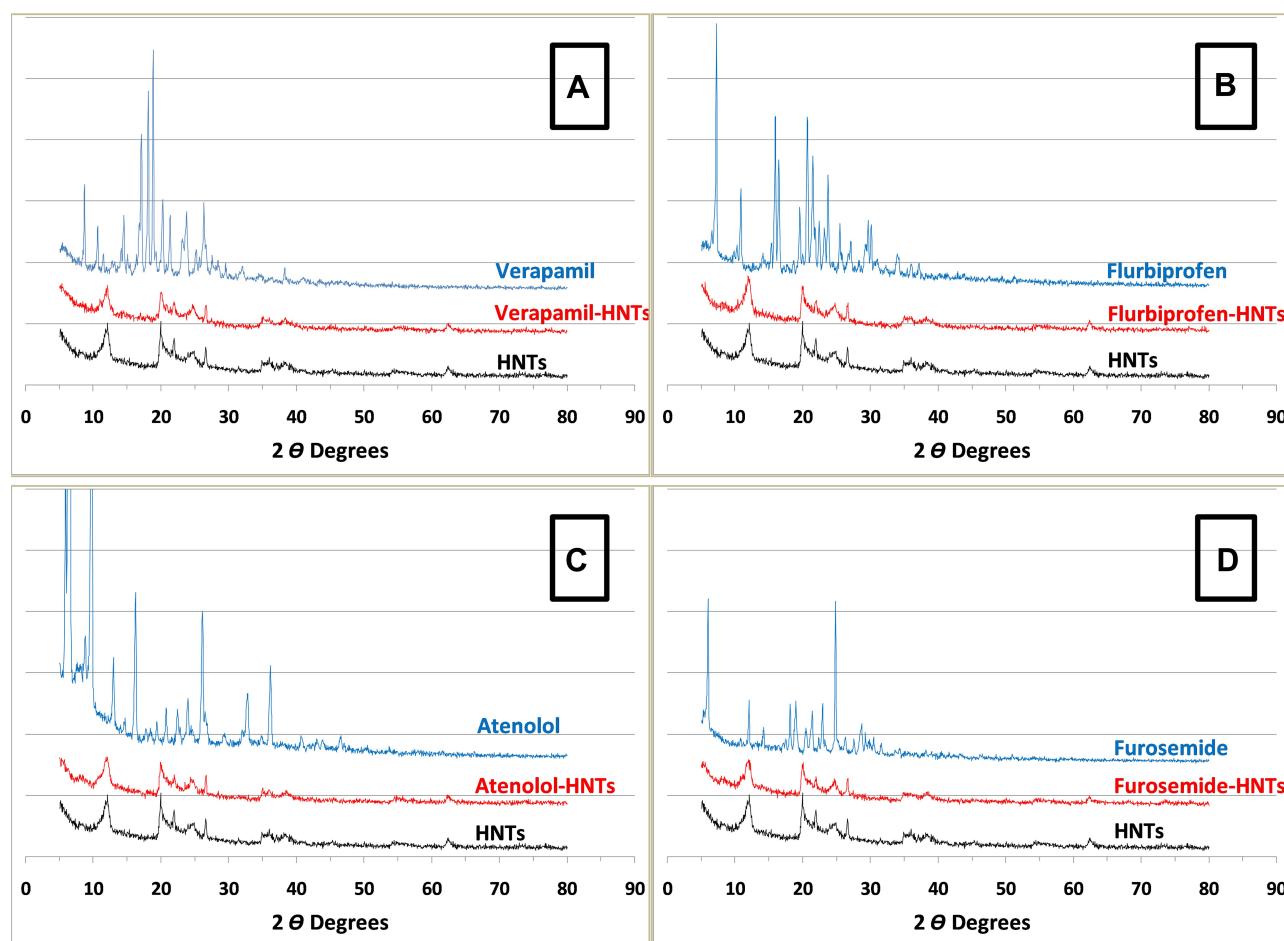 A
Verapamil
Verapamil-HNTs
HNTs
0 10 20 30 40 50 60 70 80 90
2 ϴ Degrees
B
Flurbiprofen
Flurbiprofen-HNTs
HNTs
0 10 20 30 40 50 60 70 80 90
2 ϴ Degrees
C
Atenolol
Atenolol-HNTs
HNTs
0 10 20 30 40 50 60 70 80 90
2 ϴ Degrees
D
Furosemide
Furosemide-HNTs
HNTs
0 10 20 30 40 50 60 70 80 90
2 ϴ Degrees